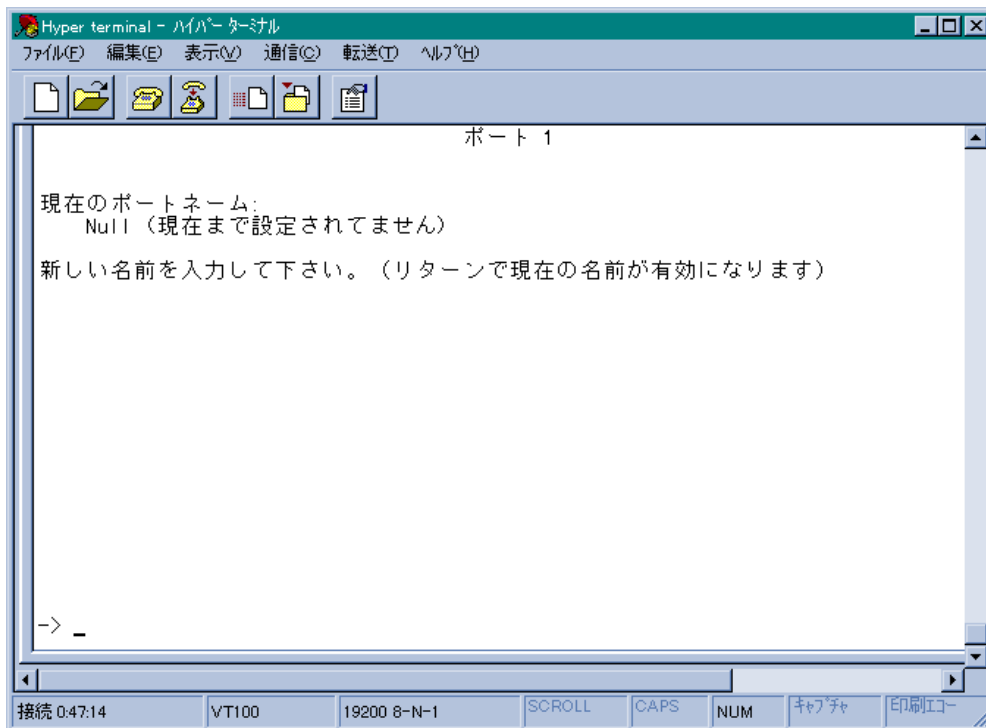 Hyper terminal - ﾊｲﾊﾟｰ ﾀｰﾐﾅﾙ
ﾌｧｲﾙ(F) 編集(E) 表示(V) 通信(C) 転送(T) ﾍﾙﾌﾟ(H)
ポート 1
現在のポートネーム:
Null (現在まで設定されてません)
新しい名前を入力して下さい。 (リターンで現在の名前が有効になります)
-> _
接続 0:47:14 VT100 19200 8-N-1 SCROLL CAPS NUM ｷｬﾌﾟﾁｬ 印刷ｴｺｰ